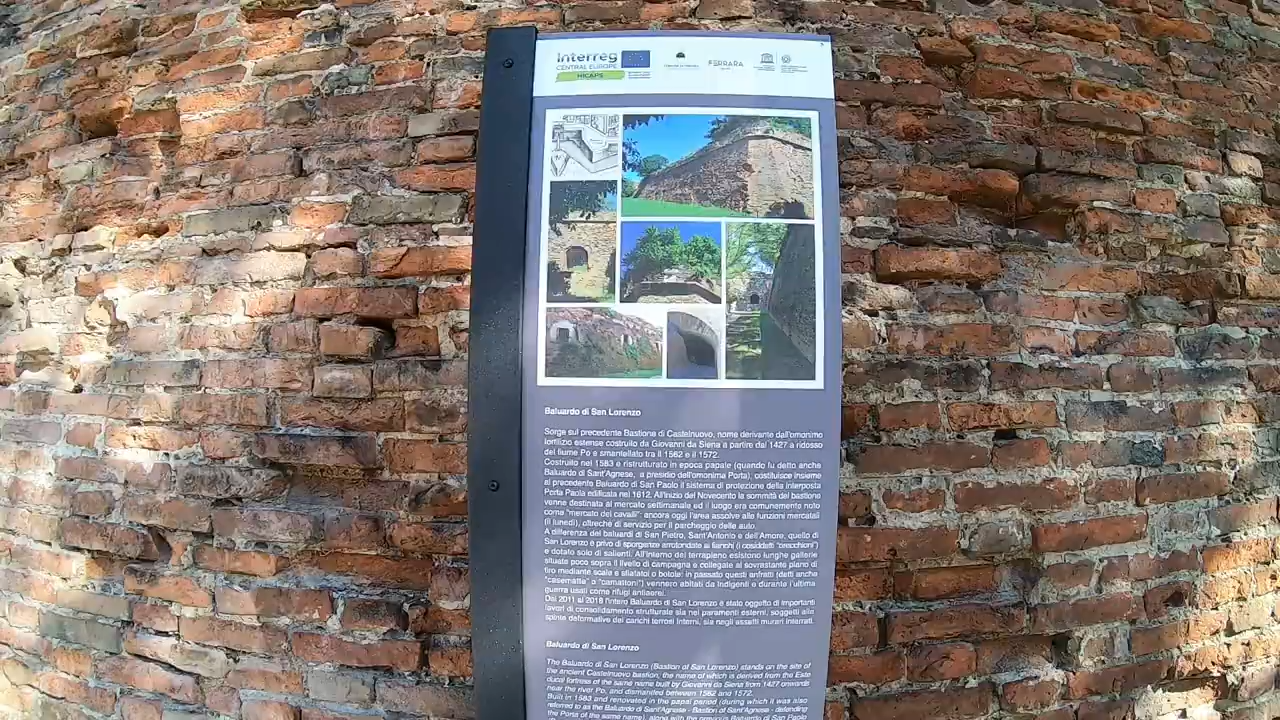 Interreg
CENTRAL EUROPE
HICAPS
FERRARA
Baluardo di San Lorenzo
Sorge sul precedente Bastione di Castelnuovo, nome derivante dall'omonimo
fortilizio estense costruito da Giovanni da Siena a partire dal 1427 a ridosso
del fiume Po e smantellato tra il 1562 e il 1572.
Costruito nel 1583 e ristrutturato in epoca papale (quando fu detto anche
Baluardo di Sant'Agnese, a presidio dell'omonima Porta), costituisce insieme
al precedente Baluardo di San Paolo il sistema di protezione della interposta
Porta Paola edificata nel 1612. All'inizio del Novecento la sommità del bastione
venne destinata al mercato settimanale ed il luogo era comunemente noto
come "mercato dei cavalli": ancora oggi l'area assolve alle funzioni mercatali
(il lunedì), oltreché di servizio per il parcheggio delle auto.
A differenza dei baluardi di San Pietro, Sant'Antonio e dell'Amore, quello di
San Lorenzo è privo di sporgenze arrotondate ai fianchi (i cosiddetti "orecchioni")
e dotato solo di salienti. All'interno del terrapieno esistono lunghe gallerie
situate poco sopra il livello di campagna e collegate al sovrastante piano di
tiro mediante scale e sfiatatoi o botole: in passato questi anfratti (detti anche
"casematte" o "camattoni") vennero abitati da indigenti e durante l'ultima
guerra usati come rifugi antiaerei.
Dal 2011 al 2018 l'intero Baluardo di San Lorenzo è stato oggetto di importanti
lavori di consolidamento strutturale sia nei paramenti esterni, soggetti alle
spinte deformative dei carichi terrosi interni, sia negli assetti murari interrati.
Baluardo di San Lorenzo
The Baluardo di San Lorenzo (Bastion of San Lorenzo) stands on the site of
the ancient Castelnuovo bastion, the name of which is derived from the Este
ducal fortress of the same name built by Giovanni da Siena from 1427 onwards
near the river Po, and dismantled between 1562 and 1572.
Built in 1583 and renovated in the papal period (during which it was also
referred to as the Baluardo di Sant'Agnese - Bastion of Sant'Agnese - defending
the Porta of the same name), along with the previous Baluardo di San Paolo